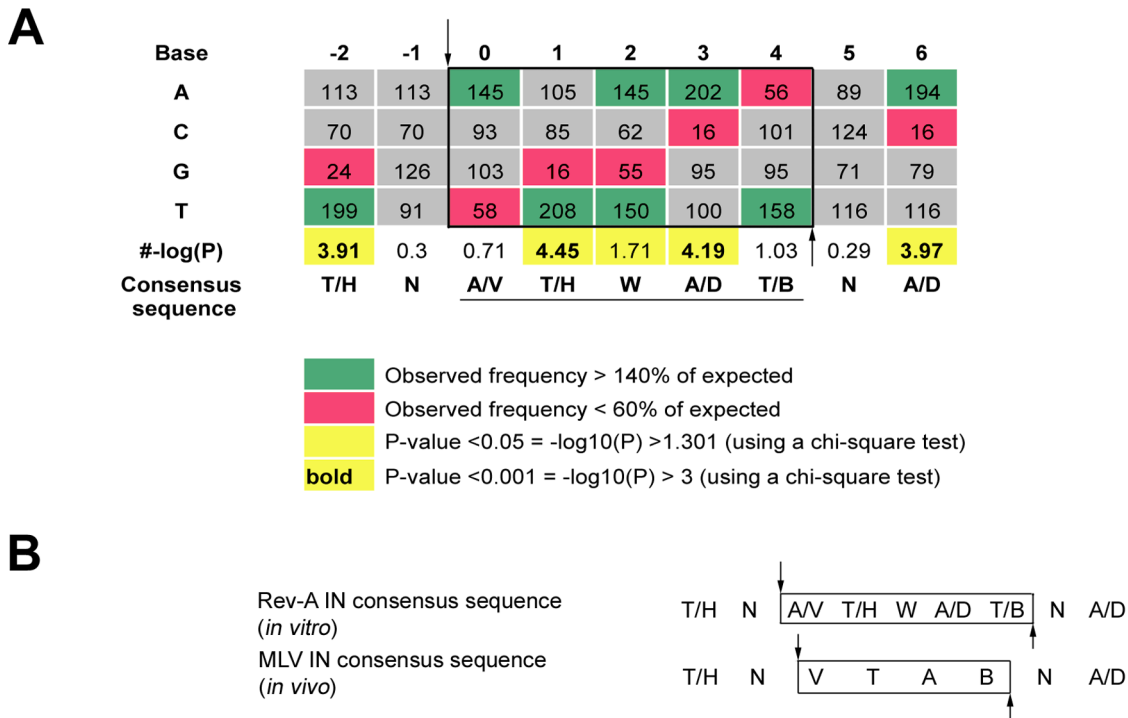 A
Base -2 -1 0 1 2 3 4 5 6
A 113 113 145 105 145 202 56 89 194
C 70 70 93 85 62 16 101 124 16
G 24 126 103 16 55 95 95 71 79
T 199 91 58 208 150 100 158 116 116
#-log(P) 3.91 0.3 0.71 4.45 1.71 4.19 1.03 0.29 3.97
Consensus T/H N A/V T/H W A/D T/B N A/D
sequence
Observed frequency > 140% of expected
Observed frequency < 60% of expected
P-value <0.05 = -log10(P) >1.301 (using a chi-square test)
bold P-value <0.001 = -log10(P) > 3 (using a chi-square test)
B
Rev-A IN consensus sequence T/H N A/V T/H W A/D T/B N A/D
(in vitro)
MLV IN consensus sequence T/H N V T A B N A/D
(in vivo)